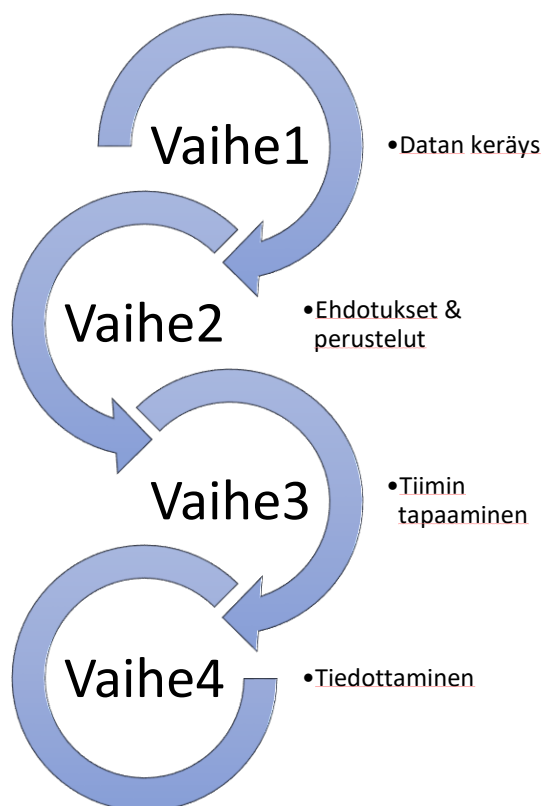 Vaihe1
•Datan keräys
Vaihe2
•Ehdotukset &
perustelut
Vaihe3
•Tiimin
tapaaminen
Vaihe4
•Tiedottaminen